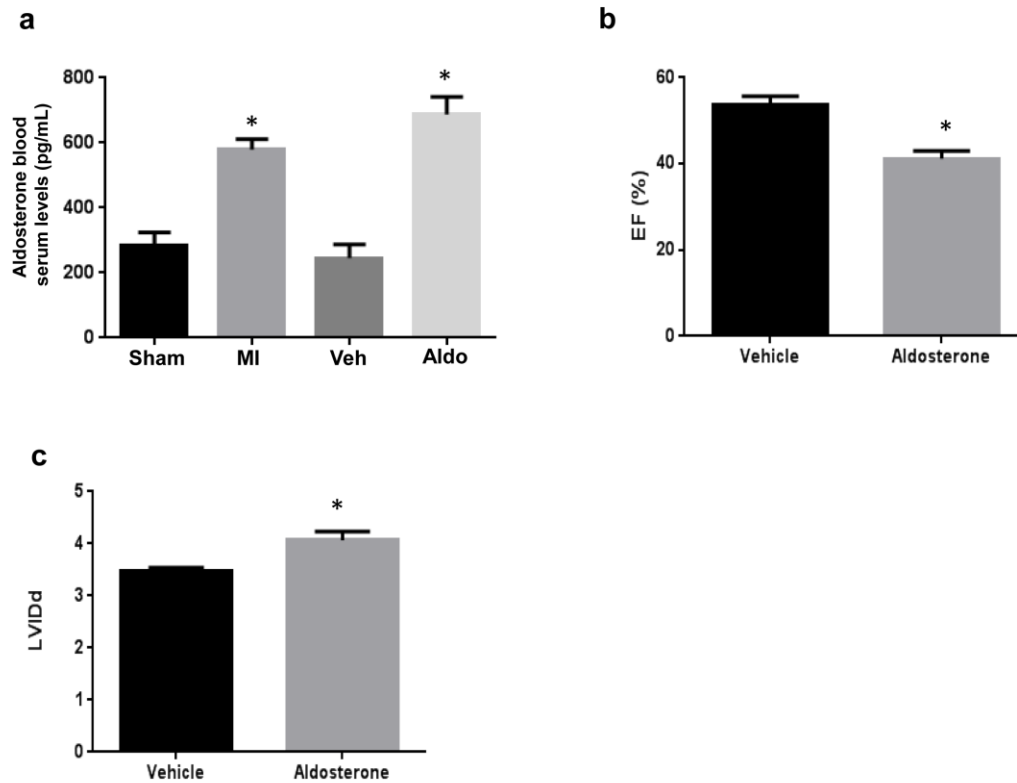 a
Aldosterone blood
serum levels (pg/mL)
800
600
400
200
0
*
*
Sham MI Veh Aldo
b
EF (%)
60
40
20
0
*
Vehicle Aldosterone
c
LVIDd
5
4
3
2
1
0
*
Vehicle Aldosterone